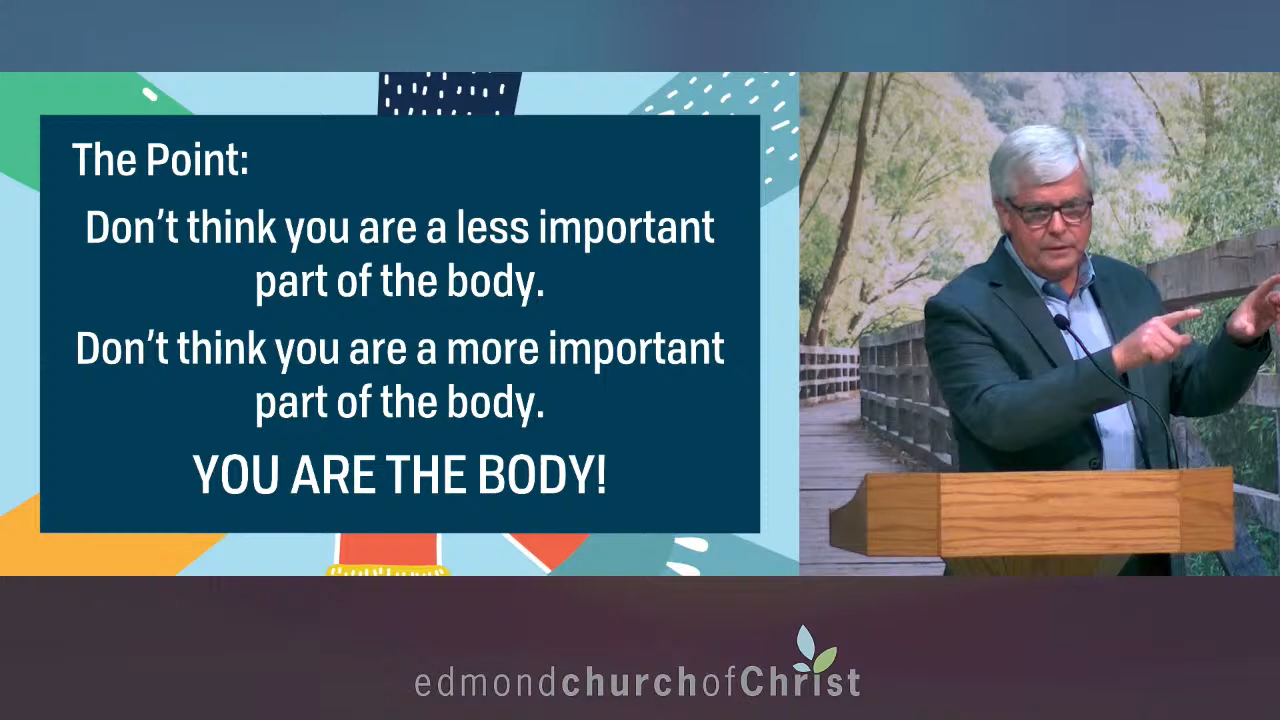 The Point:
Don't think you are a less important
part of the body.
Don't think you are a more important
part of the body.
YOU ARE THE BODY!
edmondchurchofChrist